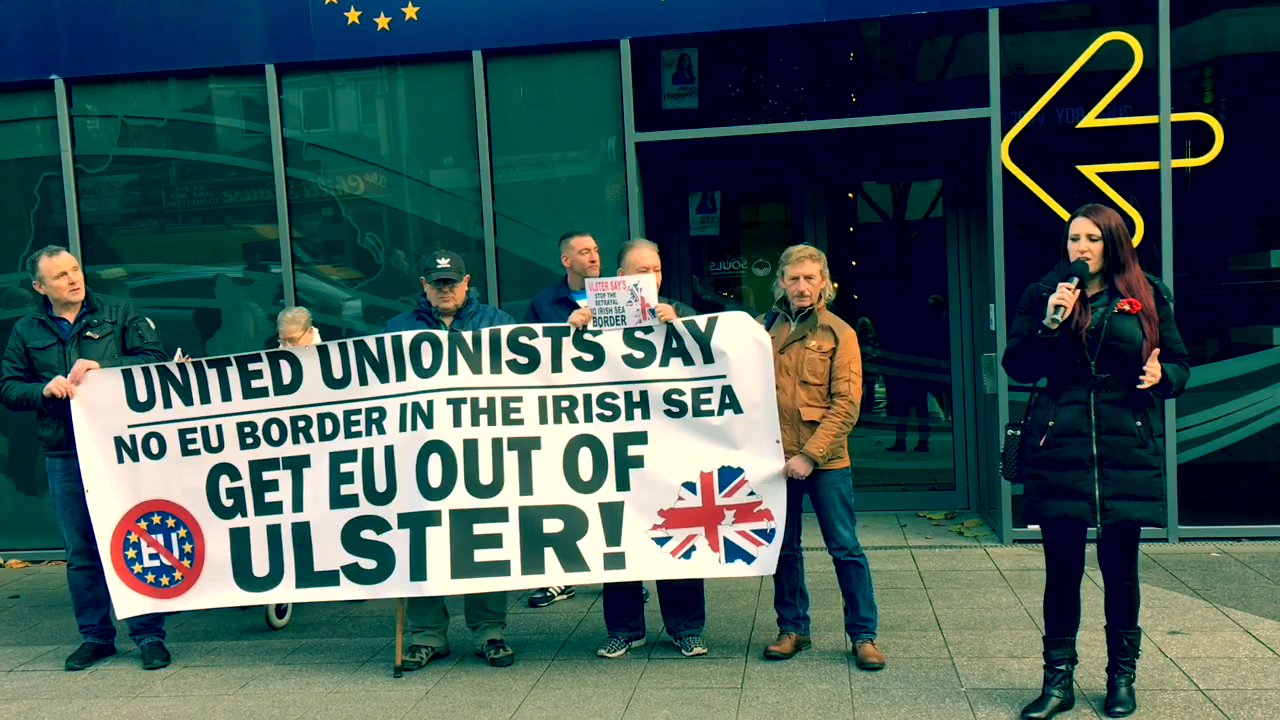 ULSTER SAY'S
STOP THE
BETRAYAL
NO IRISH SEA
BORDER
UNITED UNIONISTS SAY
NO EU BORDER IN THE IRISH SEA
GET EU OUT OF
ULSTER!
EU
SOULS